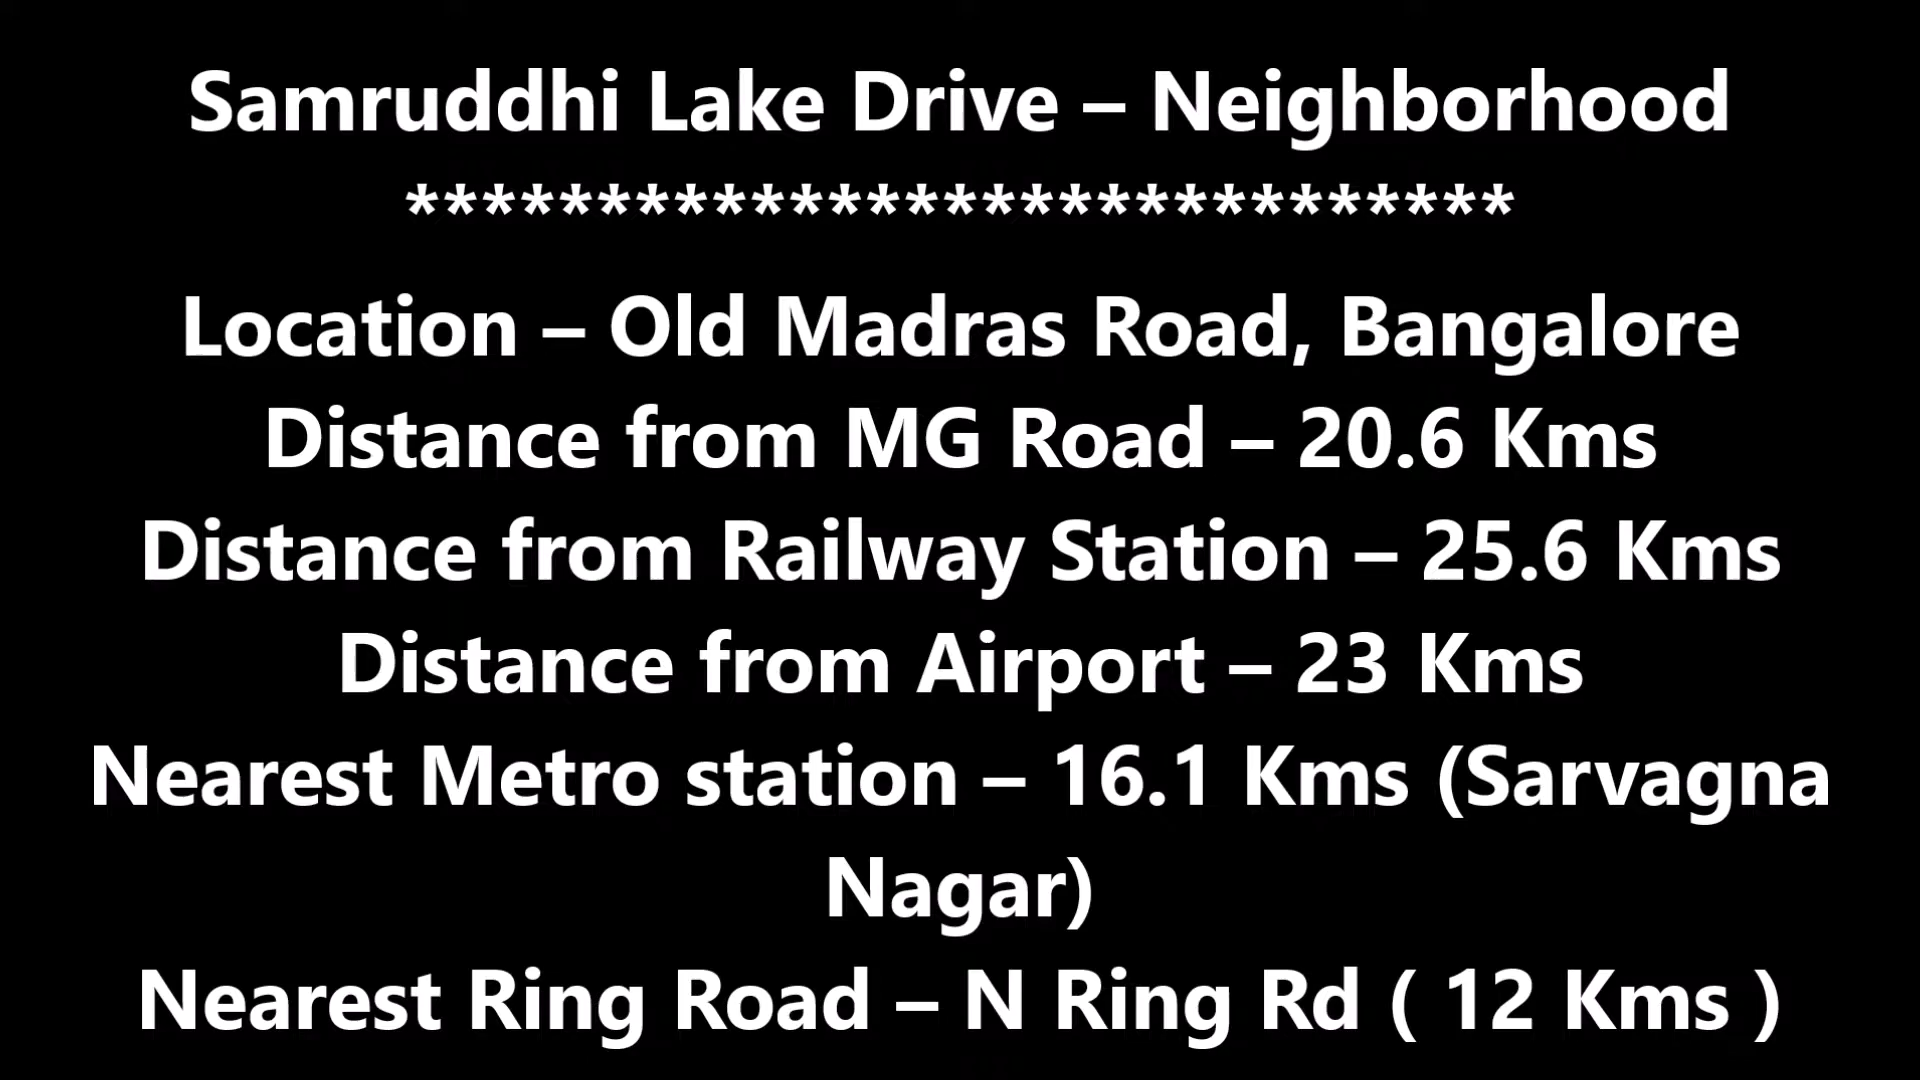 Samruddhi Lake Drive – Neighborhood
*****************************
Location – Old Madras Road, Bangalore
Distance from MG Road – 20.6 Kms
Distance from Railway Station – 25.6 Kms
Distance from Airport – 23 Kms
Nearest Metro station – 16.1 Kms (Sarvagna
Nagar)
Nearest Ring Road – N Ring Rd ( 12 Kms )